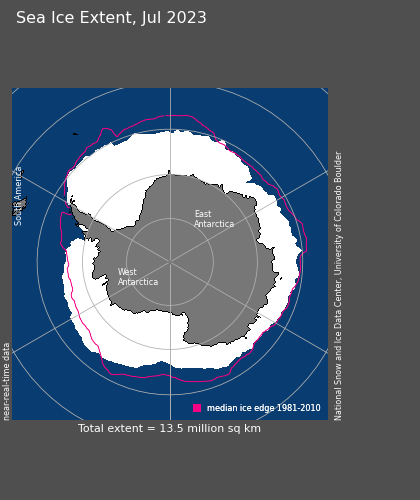 Sea Ice Extent, Jul 2023
South America
East
Antarctica
West
Antarctica
near-real-time data
National Snow and Ice Data Center, University of Colorado Boulder
median ice edge 1981-2010
Total extent = 13.5 million sq km